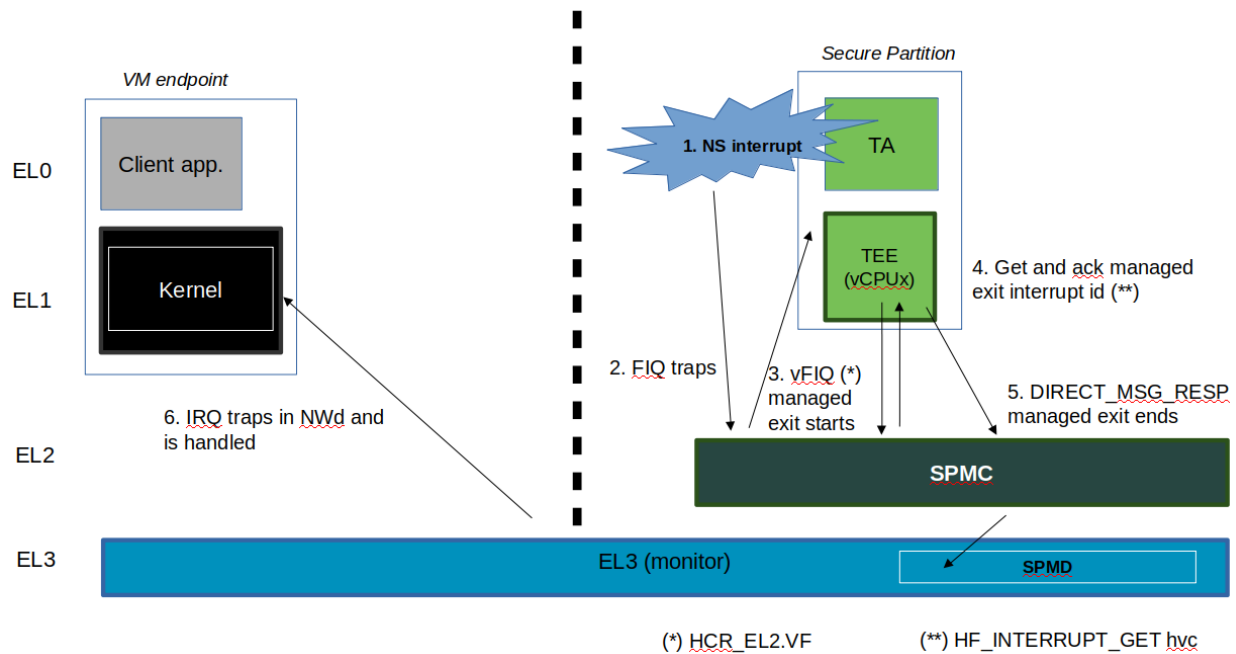 Secure Partition
VM endpoint
EL0
Client app.
1. NS interrupt
TA
EL1
Kernel
TEE
(vCPUx)
4. Get and ack managed
exit interrupt id (**)
2. FIQ traps
3. vFIQ (*)
managed
exit starts
5. DIRECT_MSG_RESP
managed exit ends
6. IRQ traps in NWd and
is handled
EL2
SPMC
EL3
EL3 (monitor)
SPMD
(*) HCR_EL2.VF
(**) HF_INTERRUPT_GET hvc